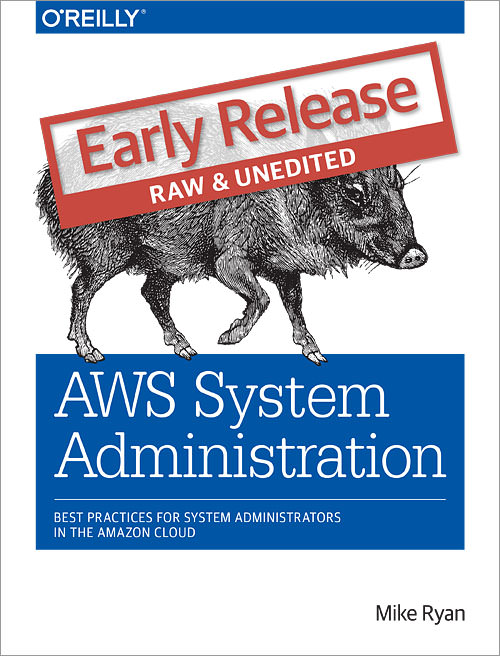 O'REILLY®
Early Release
RAW & UNEDITED
AWS System
Administration
BEST PRACTICES FOR SYSTEM ADMINISTRATORS
IN THE AMAZON CLOUD
Mike Ryan